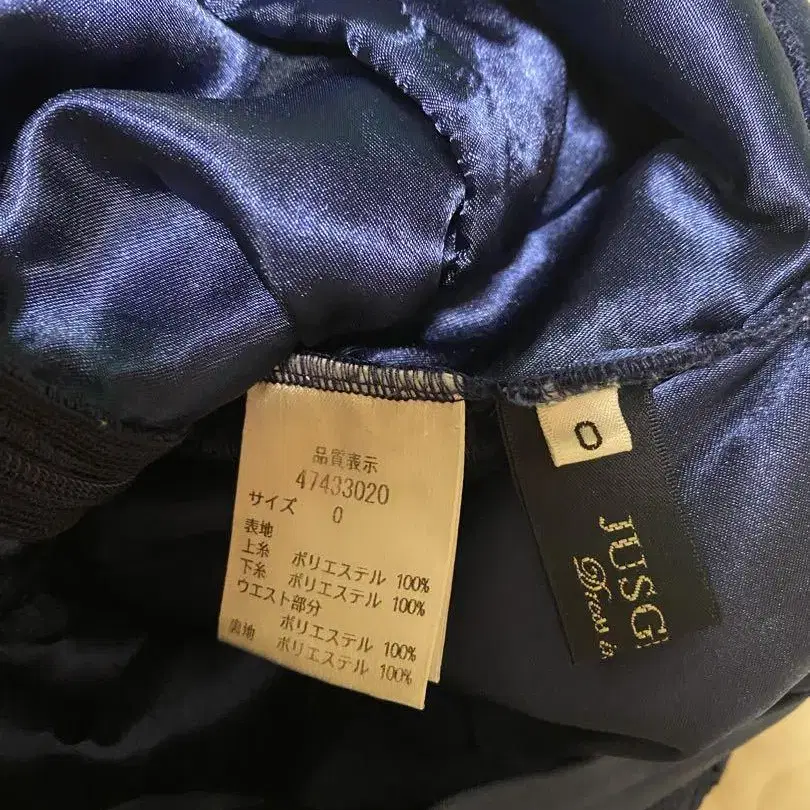 品質表示
47433020
サイズ 0
表地
上糸 ポリエステル 100%
下糸 ポリエステル 100%
ウエスト部分
ポリエステル 100%
裏地 ポリエステル 100%
0
JUSG
Dress